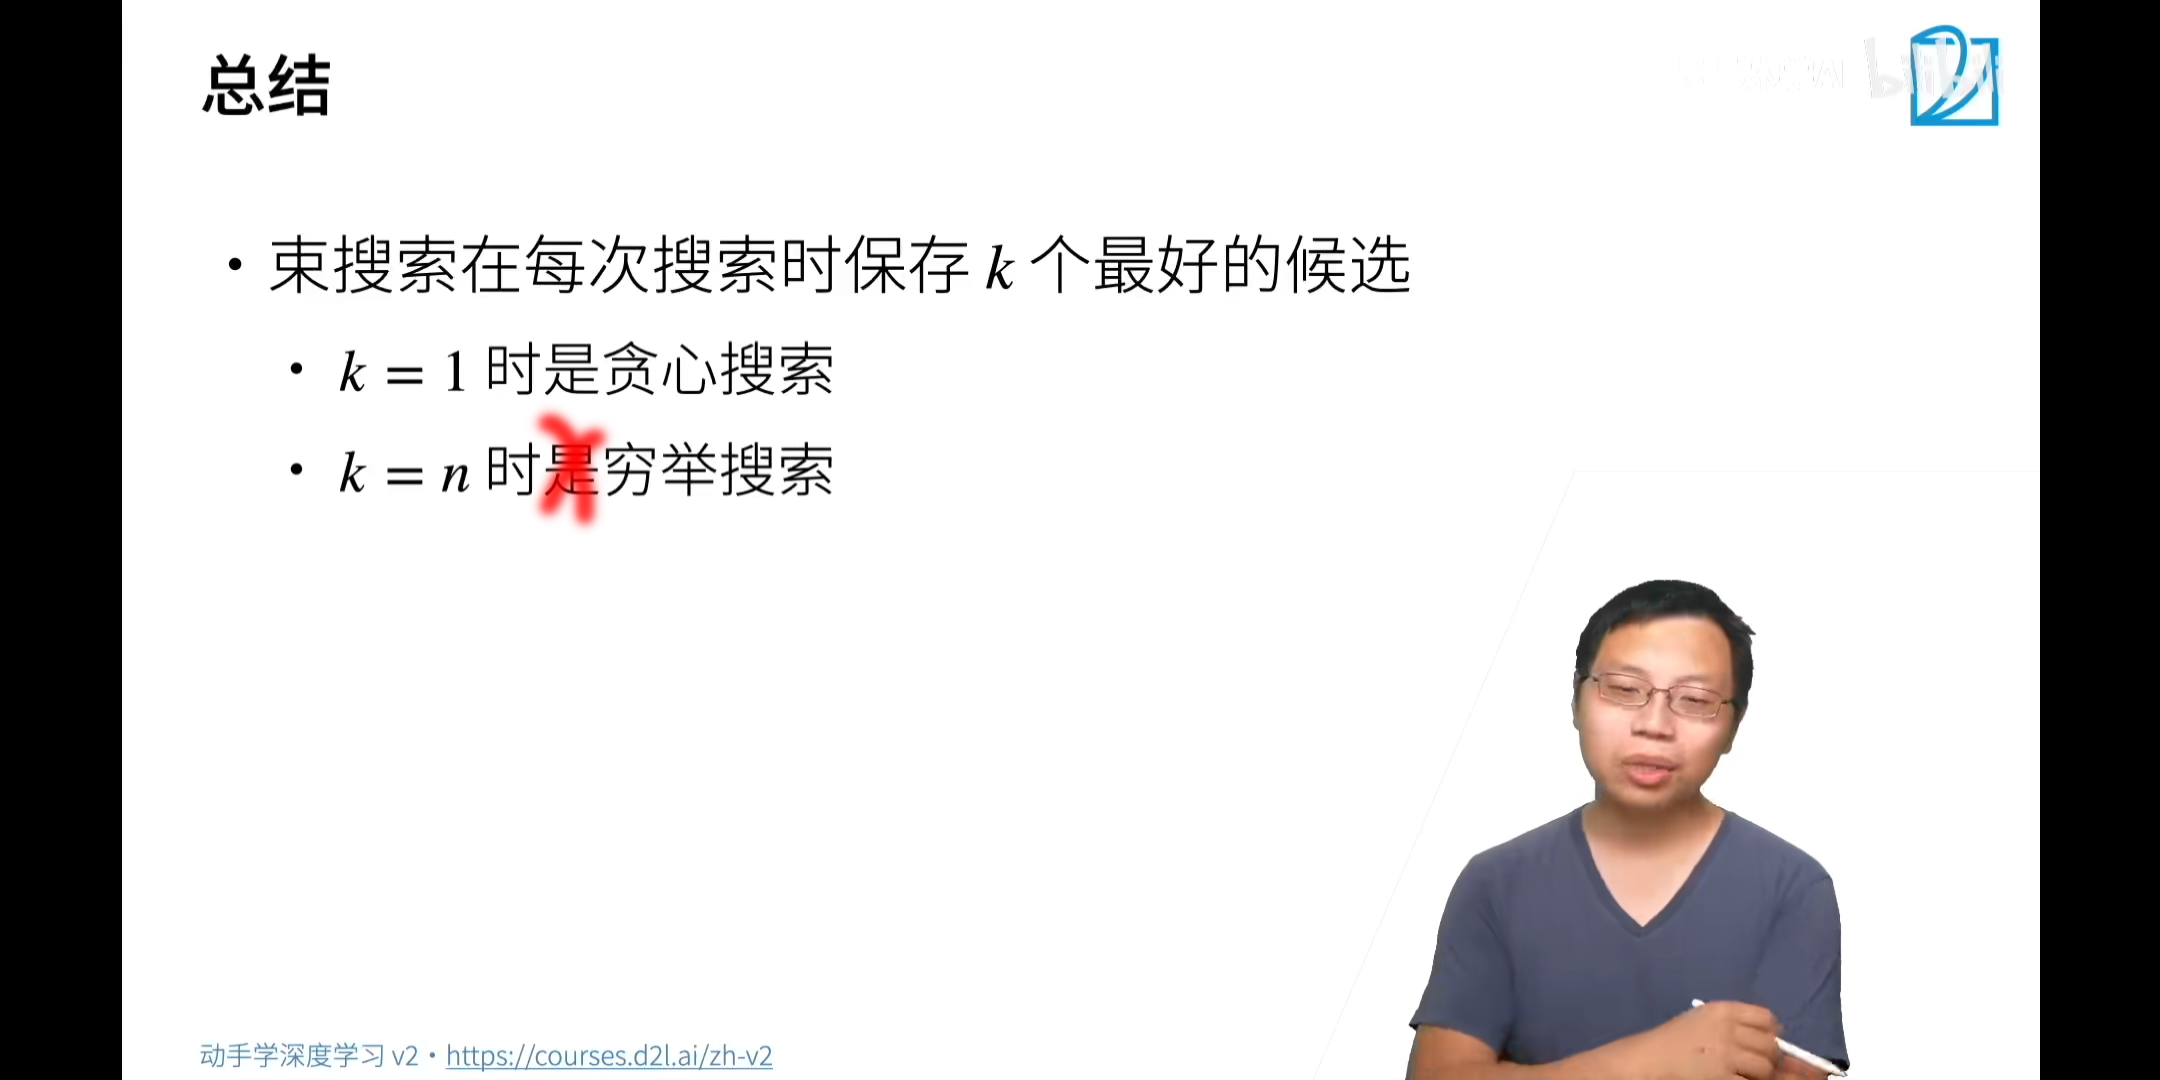 总结
bilibili
• 束搜索在每次搜索时保存 k 个最好的候选
• k = 1 时是贪心搜索
• k = n 时是穷举搜索
动手学深度学习 v2 • https://courses.d2l.ai/zh-v2